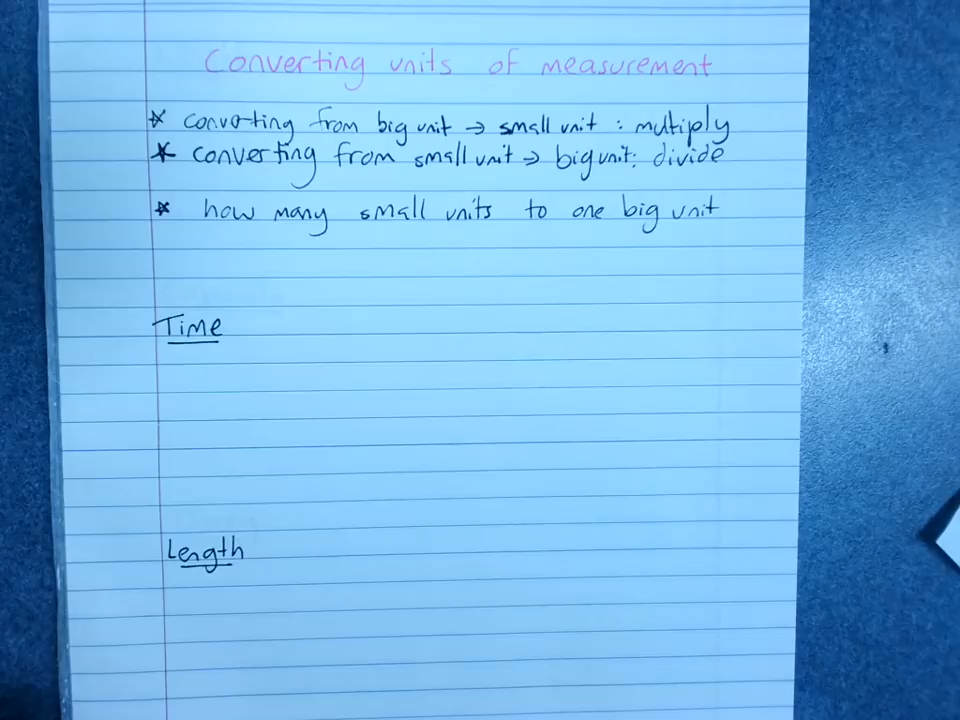 Converting units of measurement
* converting from big unit → small unit : multiply
* converting from small unit → big unit: divide
* how many small units to one big unit
Time
Length